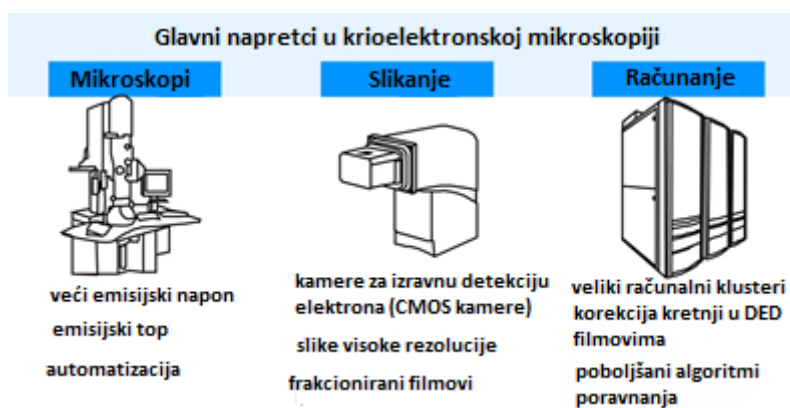 Glavni napretci u krioelektronskoj mikroskopiji
Mikroskopi
veći emisijski napon
emisijski top
automatizacija
Slikanje
kamere za izravnu detekciju
elektrona (CMOS kamere)
slike visoke rezolucije
frakcionirani filmovi
Računanje
veliki računalni klusteri
korekcija kretnji u DED
filmovima
poboljšani algoritmi
poravnanja